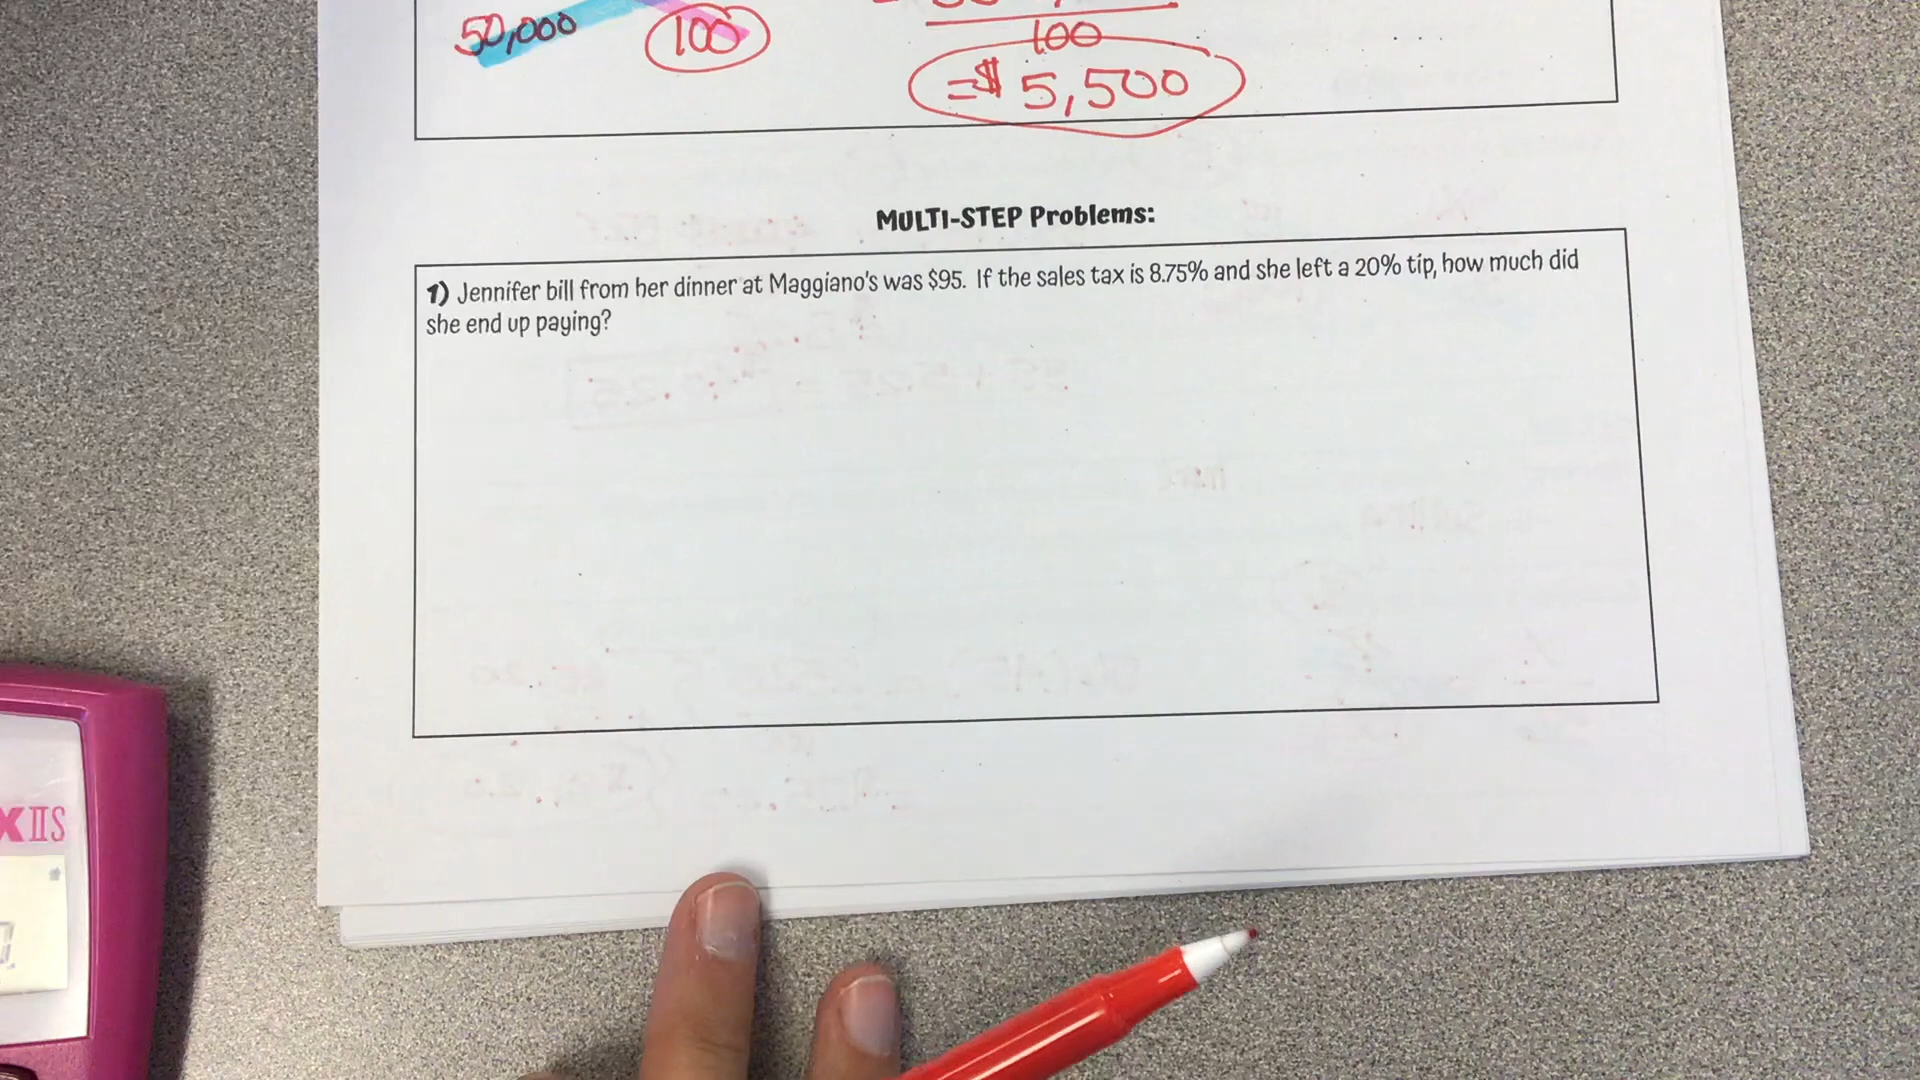 50,000 100
100
=$ 5,500
MULTI-STEP Problems:
1) Jennifer bill from her dinner at Maggiano's was $95. If the sales tax is 8.75% and she left a 20% tip, how much did
she end up paying?
XIIS